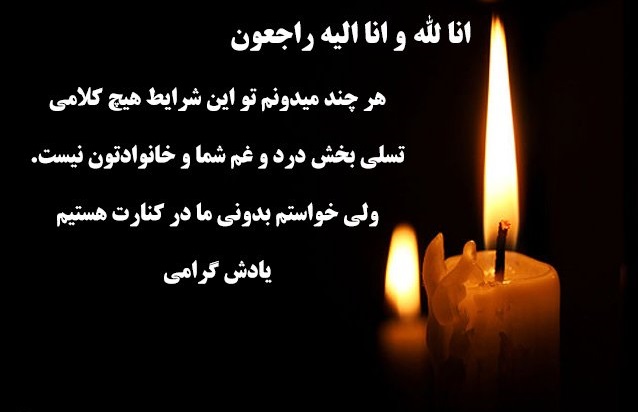 انا لله و انا الیه راجعون
هر چند میدونم تو این شرایط هیچ کلامی
تسلی بخش درد و غم شما و خانوادتون نیست.
ولی خواستم بدونی ما در کنارت هستیم
یادش گرامی